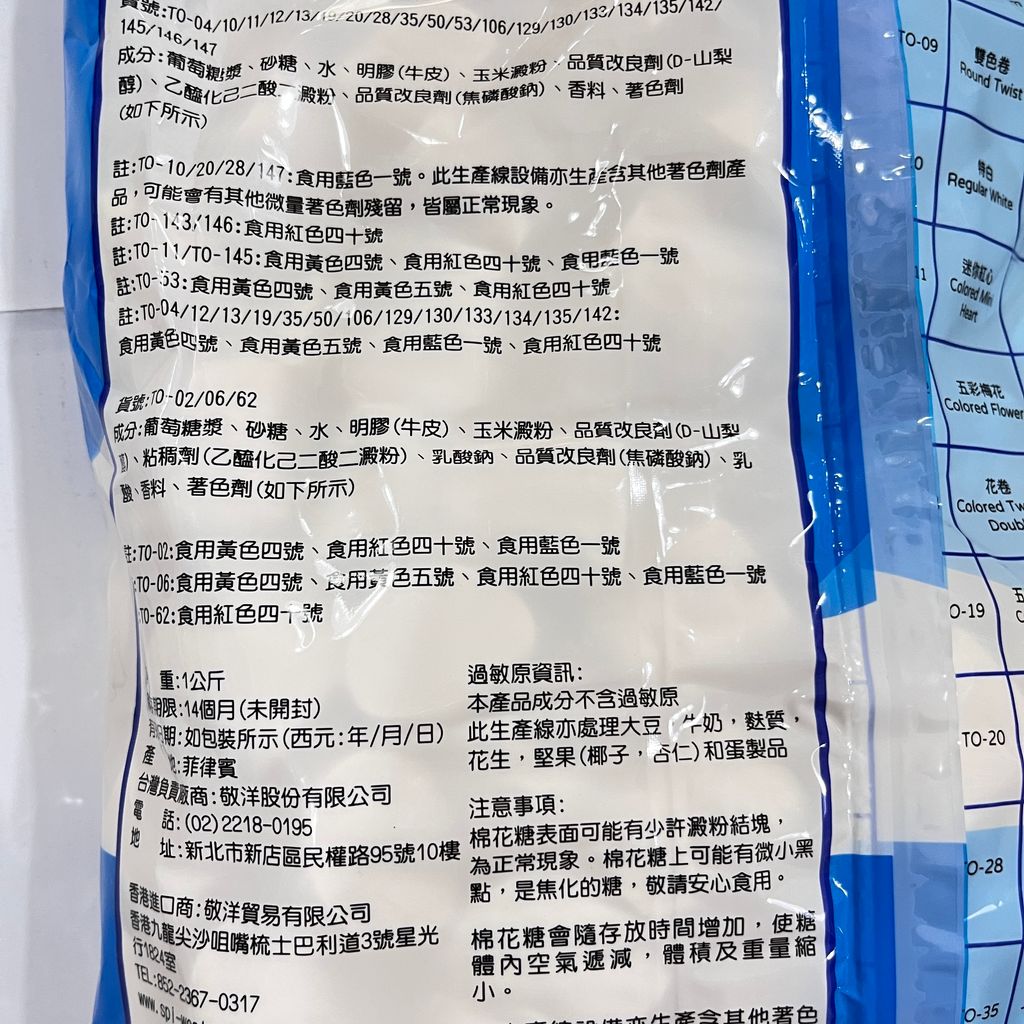 貨號:TO-04/10/11/12/13/19/20/28/35/50/53/106/129/130/133/134/135/142/
145/146/147
成分:葡萄糖漿、砂糖、水、明膠(牛皮)、玉米澱粉、品質改良劑(D-山梨
醇)、乙醯化己二酸二澱粉、品質改良劑(焦磷酸鈉)、香料、著色劑
(如下所示)
註:TO-10/20/28/147:食用藍色一號。此生產線設備亦生產含其他著色劑產
品,可能會有其他微量著色劑殘留,皆屬正常現象。
註:TO-143/146:食用紅色四十號
註:TO-11/TO-145:食用黃色四號、食用紅色四十號、食用藍色一號
註:TO-53:食用黃色四號、食用黃色五號、食用紅色四十號
註:TO-04/12/13/19/35/50/106/129/130/133/134/135/142:
食用黃色四號、食用黃色五號、食用藍色一號、食用紅色四十號
貨號:TO-02/06/62
成分:葡萄糖漿、砂糖、水、明膠(牛皮)、玉米澱粉、品質改良劑(D-山梨
醇)、粘稠劑(乙醯化己二酸二澱粉)、乳酸鈉、品質改良劑(焦磷酸鈉)、乳
酸、香料、著色劑(如下所示)
註:TO-02:食用黃色四號、食用紅色四十號、食用藍色一號
:TO-06:食用黃色四號、食用黃色五號、食用紅色四十號、食用藍色一號
TO-62:食用紅色四十號
重:1公斤
期限:14個月(未開封)
期:如包裝所示(西元:年/月/日)
產 地:菲律賓
台灣負責廠商:敬洋股份有限公司
電 話:(02)2218-0195
地 址:新北市新店區民權路95號10樓
香港進口商:敬洋貿易有限公司
香港九龍尖沙咀嘴梳士巴利道3號星光
行1824室
TEL:852-2367-0317
www.spi-
過敏原資訊:
本產品成分不含過敏原
此生產線亦處理大豆,牛奶,麩質,
花生,堅果(椰子,杏仁)和蛋製品
注意事項:
棉花糖表面可能有少許澱粉結塊,
為正常現象。棉花糖上可能有微小黑
點,是焦化的糖,敬請安心食用。
棉花糖會隨存放時間增加,使糖
體內空氣遞減,體積及重量縮
小。
設備亦生產含其他著色
TO-09
雙色卷
Round Twist
特白
Regular White
11
迷你紅心
Colored Mini
Heart
五彩梅花
Colored Flower
花卷
Colored Tw
Doub
O-19
五
TO-20
O-28
O-35